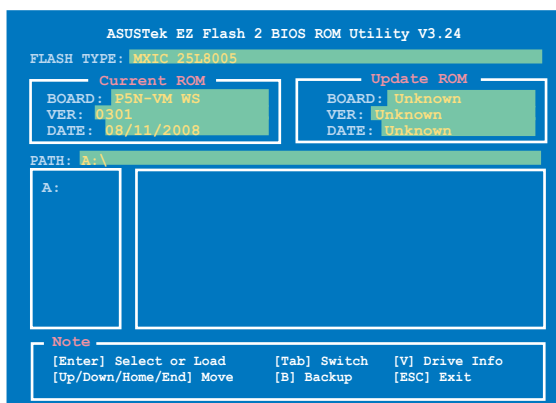 ASUSTek EZ Flash 2 BIOS ROM Utility V3.24
FLASH TYPE: MXIC 25L8005
Current ROM
BOARD: P5N-VM WS
VER: 0301
DATE: 08/11/2008
Update ROM
BOARD: Unknown
VER: Unknown
DATE: Unknown
PATH: A:\
A:
Note
[Enter] Select or Load [Tab] Switch [V] Drive Info
[Up/Down/Home/End] Move [B] Backup [ESC] Exit